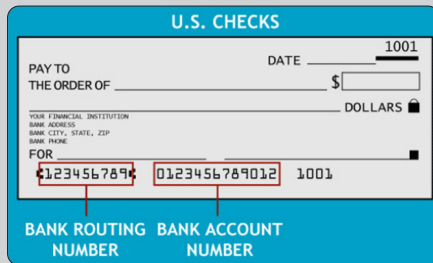 U.S. CHECKS
1001
DATE
PAY TO
THE ORDER OF
$
DOLLARS
YOUR FINANCIAL INSTITUTION
BANK ADDRESS
BANK CITY, STATE, ZIP
BANK PHONE
FOR
⑆123456789⑆ 0123456789012 1001
BANK ROUTING NUMBER
BANK ACCOUNT NUMBER